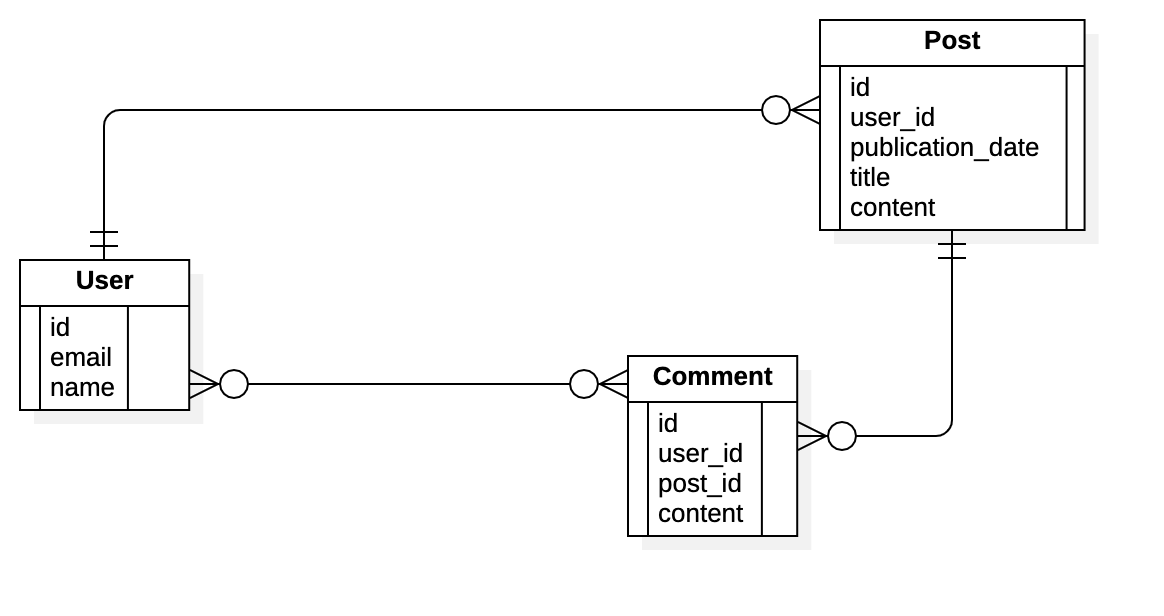 Post
id
user_id
publication_date
title
content
User
id
email
name
Comment
id
user_id
post_id
content